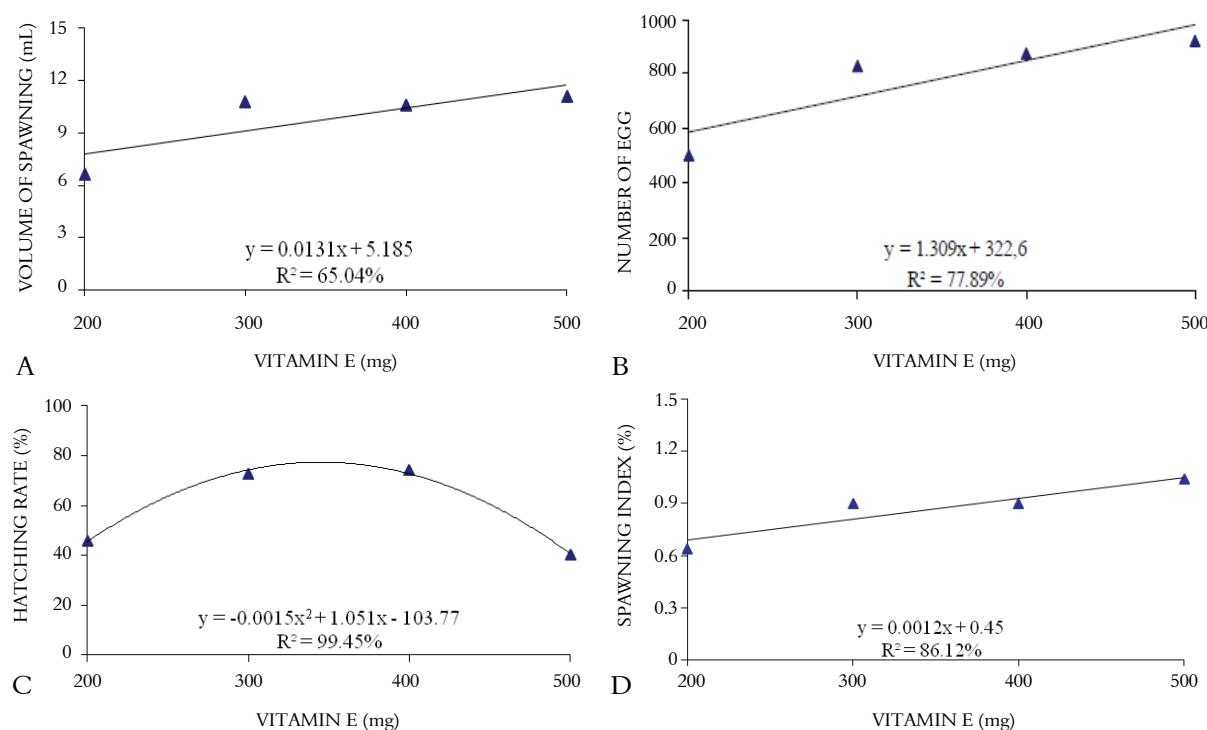 VOLUME OF SPAWNING (mL)
15
12
9
6
3
0
y = 0.0131x + 5.185
R² = 65.04%
200 300 400 500
VITAMIN E (mg)
A
NUMBER OF EGG
1000
800
600
400
200
0
y = 1.309x + 322,6
R² = 77.89%
200 300 400 500
VITAMIN E (mg)
B
HATCHING RATE (%)
100
80
60
40
20
0
y = -0.0015x² + 1.051x - 103.77
R² = 99.45%
200 300 400 500
VITAMIN E (mg)
C
SPAWNING INDEX (%)
1.5
1.2
0.9
0.6
0.3
0
y = 0.0012x + 0.45
R² = 86.12%
200 300 400 500
VITAMIN E (mg)
D